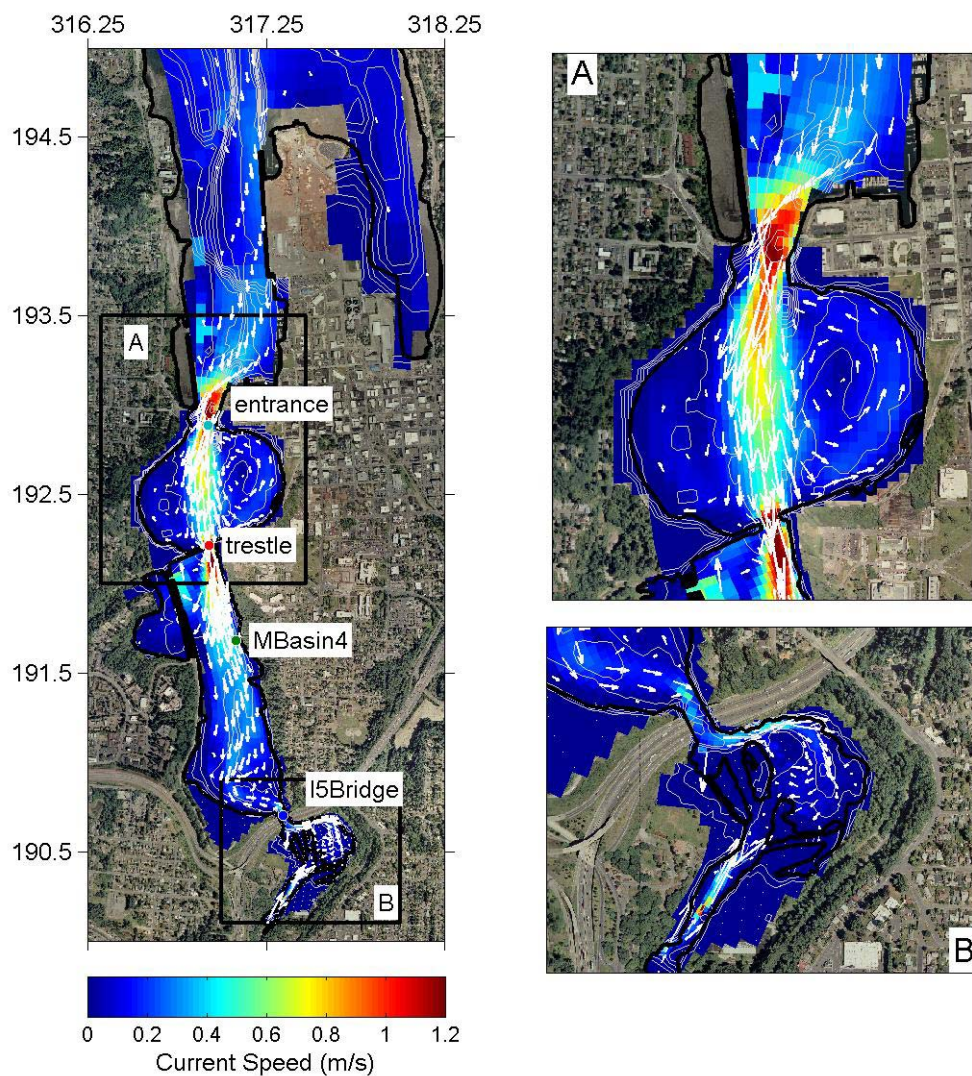 316.25 317.25 318.25
194.5
193.5
192.5
191.5
190.5
A
entrance
trestle
MBasin4
I5Bridge
B
0 0.2 0.4 0.6 0.8 1 1.2
Current Speed (m/s)
A
B